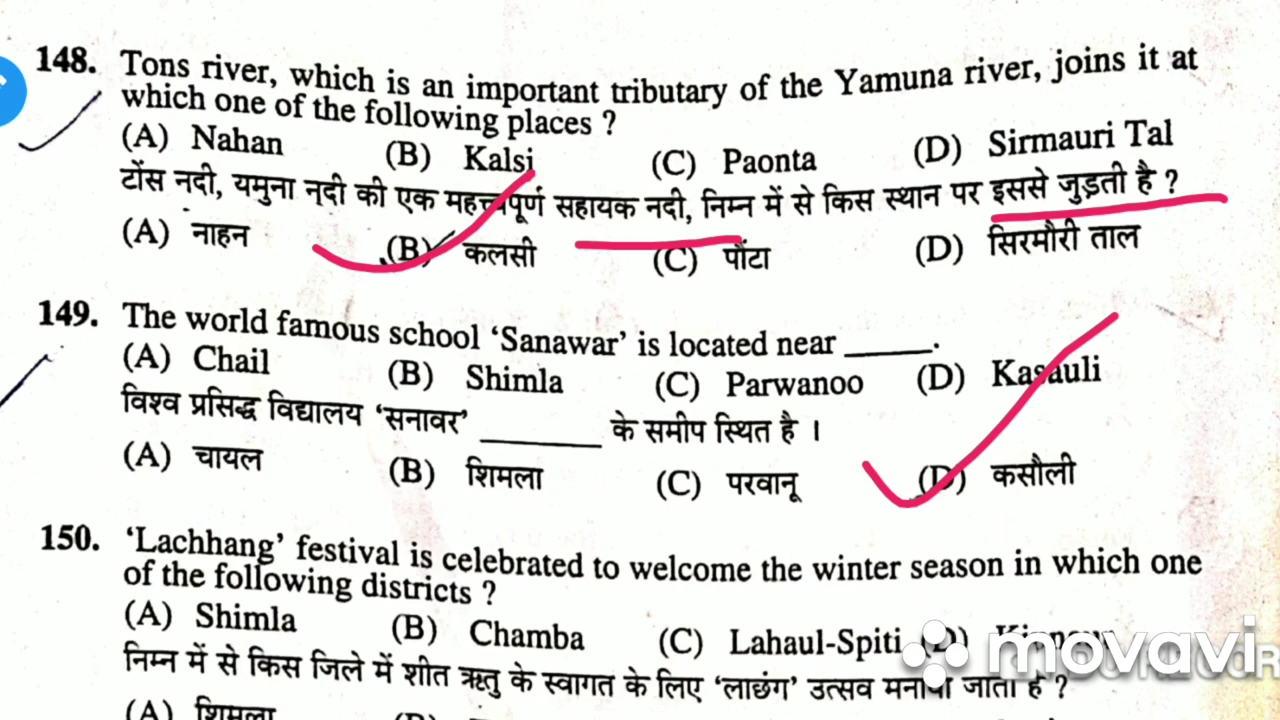 148. Tons river, which is an important tributary of the Yamuna river, joins it at
which one of the following places ?
(A) Nahan (B) Kalsi (C) Paonta (D) Sirmauri Tal
टोंस नदी, यमुना नदी की एक महत्त्वपूर्ण सहायक नदी, निम्न में से किस स्थान पर इससे जुड़ती है ?
(A) नाहन (B) कलसी (C) पौंटा (D) सिरमौरी ताल
149. The world famous school ‘Sanawar’ is located near _____.
(A) Chail (B) Shimla (C) Parwanoo (D) Kasauli
विश्व प्रसिद्ध विद्यालय ‘सनावर’ _______ के समीप स्थित है ।
(A) चायल (B) शिमला (C) परवानू (D) कसौली
150. ‘Lachhang’ festival is celebrated to welcome the winter season in which one
of the following districts ?
(A) Shimla (B) Chamba (C) Lahaul-Spiti (D)
निम्न में से किस जिले में शीत ऋतु के स्वागत के लिए ‘लाछंग’ उत्सव मनाया जाता है ?
(A) शिमला
movavi